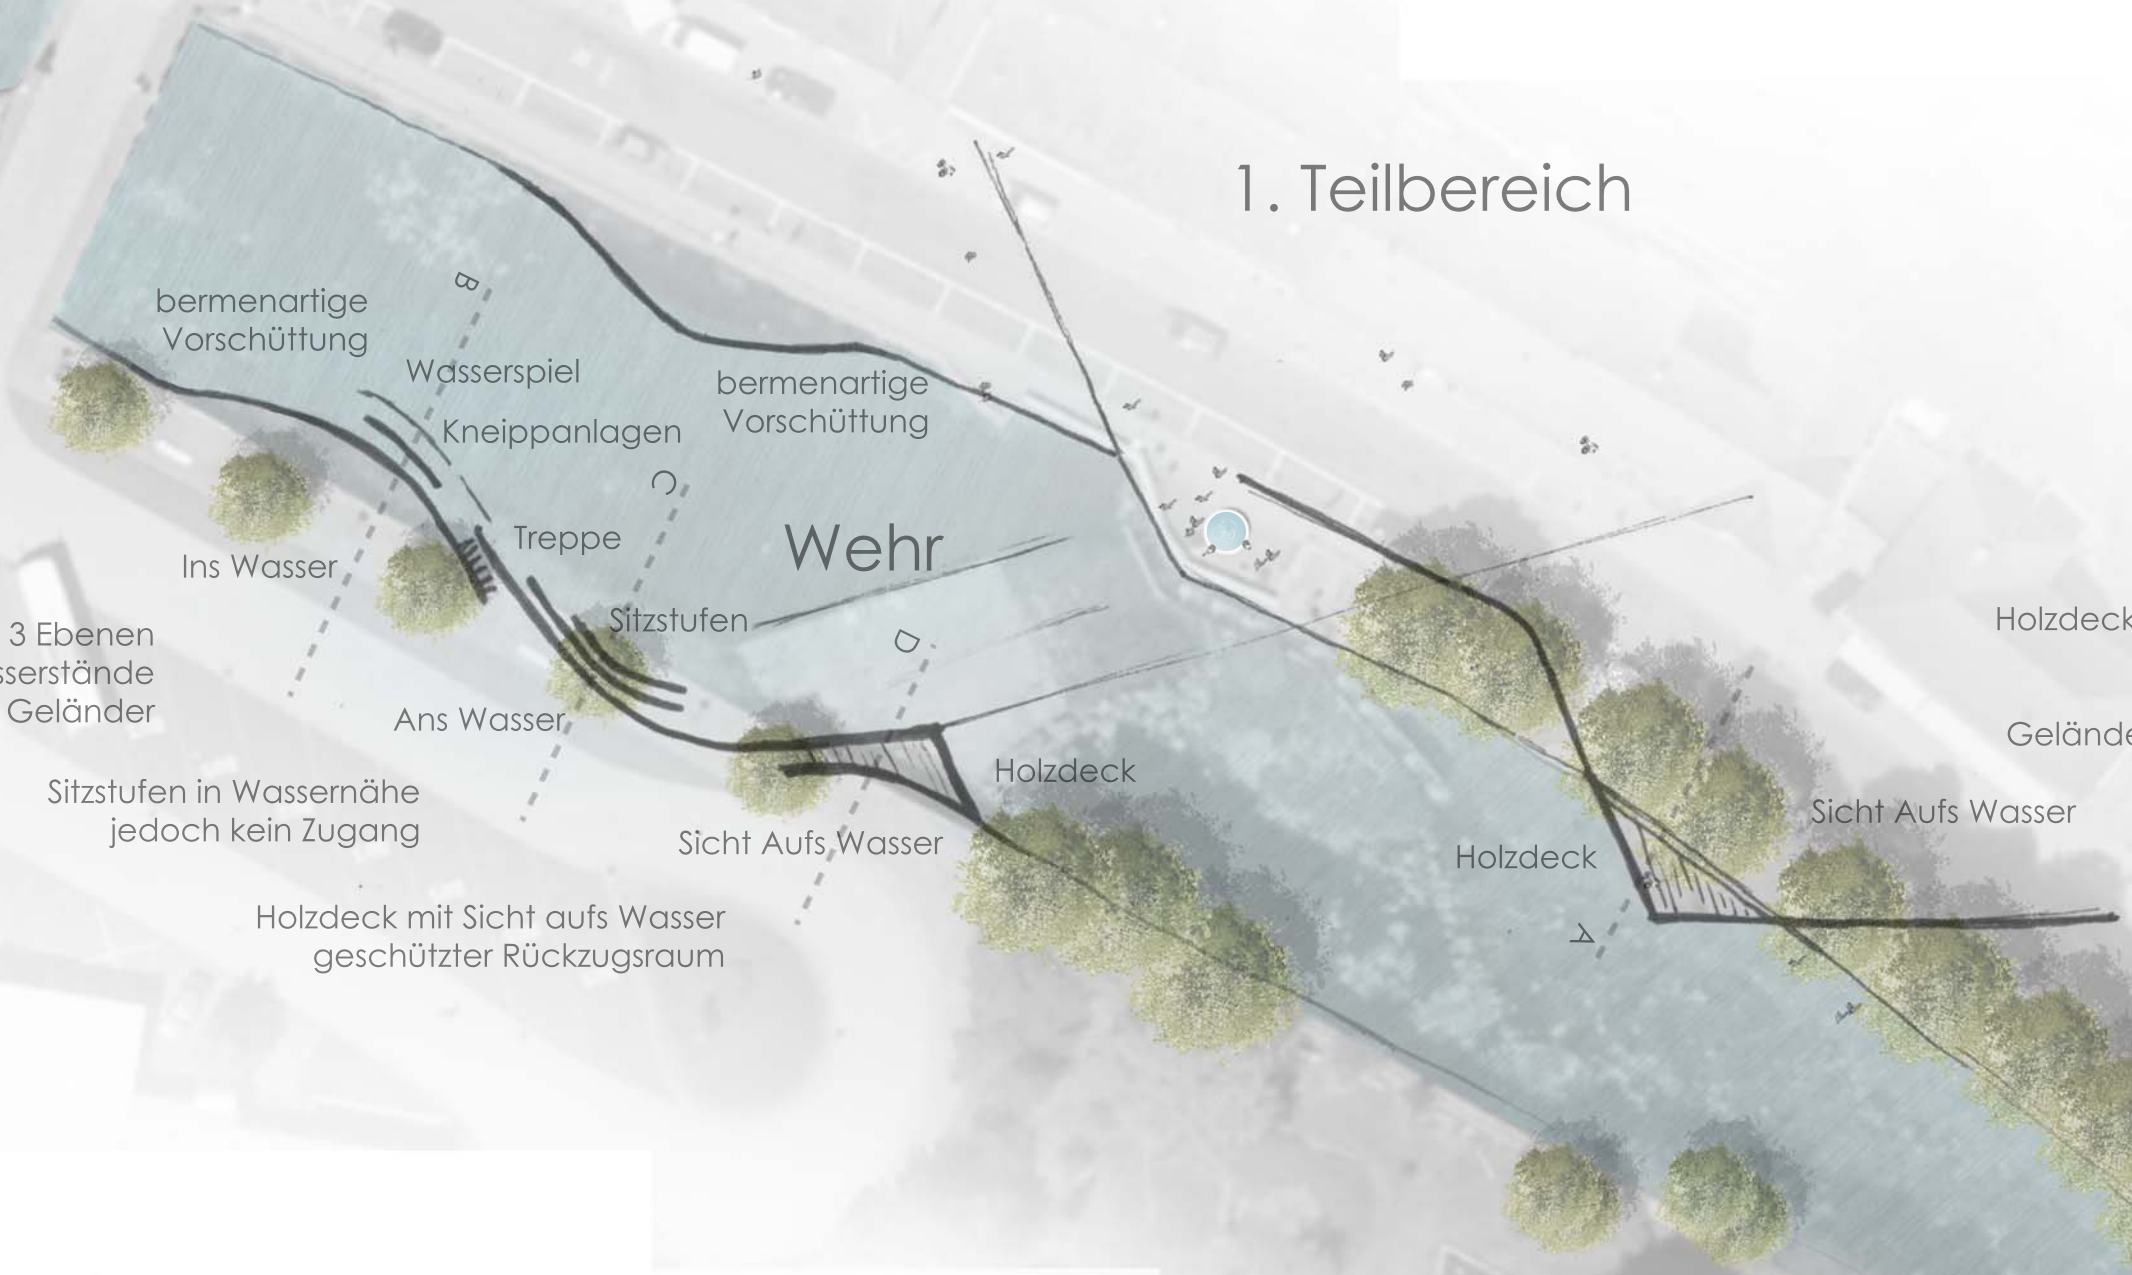 1. Teilbereich
B
bermenartige
Vorschüttung
Wasserspiel
bermenartige
Vorschüttung
Kneippanlagen
C
Treppe
Wehr
Ins Wasser
Sitzstufen
D
3 Ebenen
sserstände
Geländer
Ans Wasser
Holzdeck
Geländ
Holzdeck
Sitzstufen in Wassernähe
jedoch kein Zugang
Sicht Aufs Wasser
Sicht Aufs Wasser
Holzdeck
A
Holzdeck mit Sicht aufs Wasser
geschützter Rückzugsraum